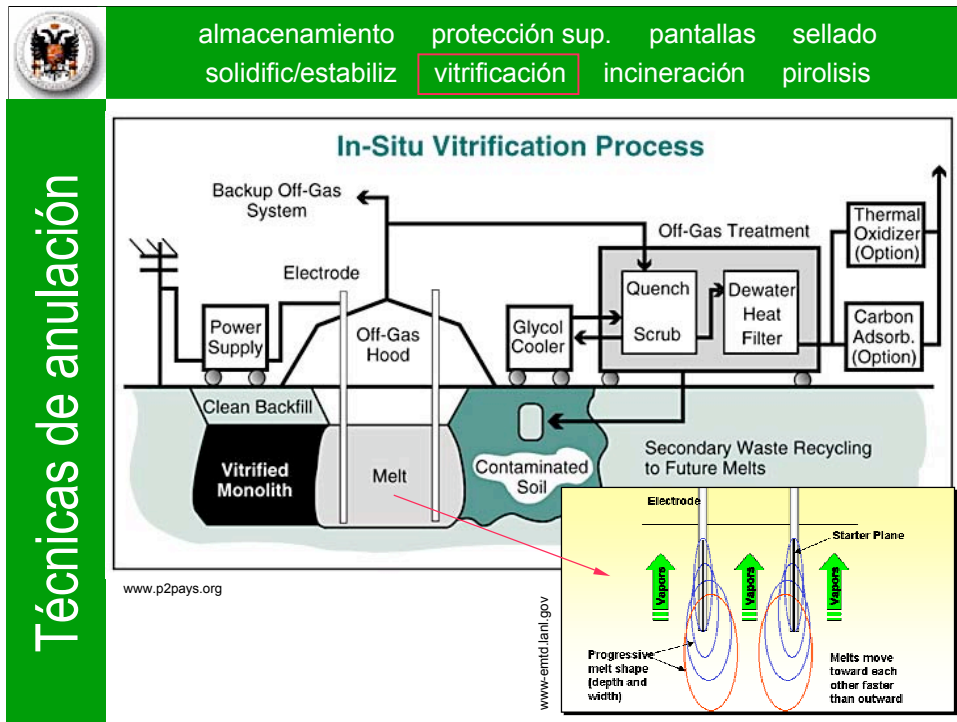 almacenamiento protección sup. pantallas sellado
solidific/estabiliz vitrificación incineración pirolisis
Técnicas de anulación
In-Situ Vitrification Process
Backup Off-Gas
System
Electrode
Power
Supply
Off-Gas
Hood
Glycol
Cooler
Off-Gas Treatment
Quench
Scrub
Dewater
Heat
Filter
Thermal
Oxidizer
(Option)
Carbon
Adsorb.
(Option)
Clean Backfill
Vitrified
Monolith
Melt
Contaminated
Soil
Secondary Waste Recycling
to Future Melts
www.p2pays.org
www-emtd.lanl.gov
Electrode
Starter Plane
Vapors
Vapors
Vapors
Progressive
melt shape
(depth and
width)
Melts move
toward each
other faster
than outward